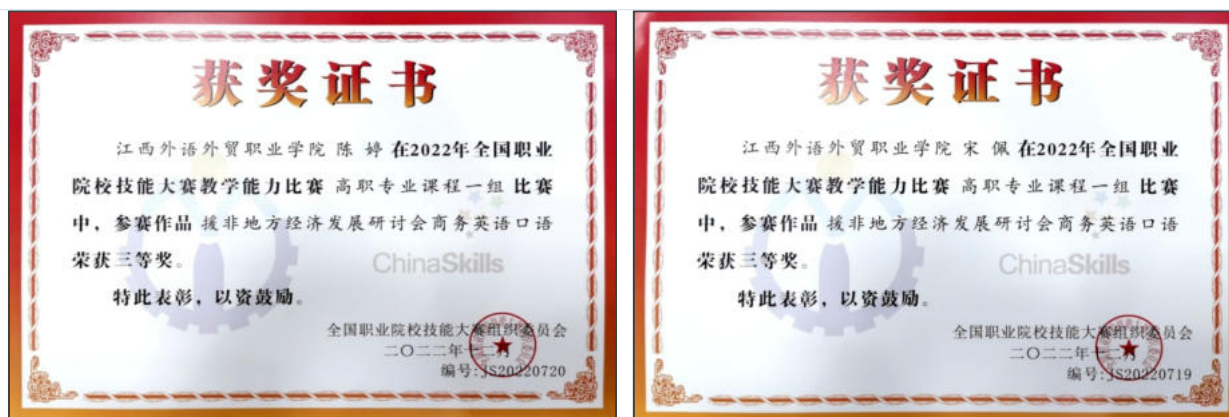 获奖证书
江西外语外贸职业学院 陈 婷 在2022年全国职业
院校技能大赛教学能力比赛 高职专业课程一组 比赛
中，参赛作品 援非地方经济发展研讨会商务英语口语
荣获三等奖。
ChinaSkills
特此表彰，以资鼓励。
全国职业院校技能大赛组织委员会
二〇二二年十二月
编号:JS20220720
获奖证书
江西外语外贸职业学院 宋 佩 在2022年全国职业
院校技能大赛教学能力比赛 高职专业课程一组 比赛
中，参赛作品 援非地方经济发展研讨会商务英语口语
荣获三等奖。
ChinaSkills
特此表彰，以资鼓励。
全国职业院校技能大赛组织委员会
二〇二二年十二月
编号:JS20220719